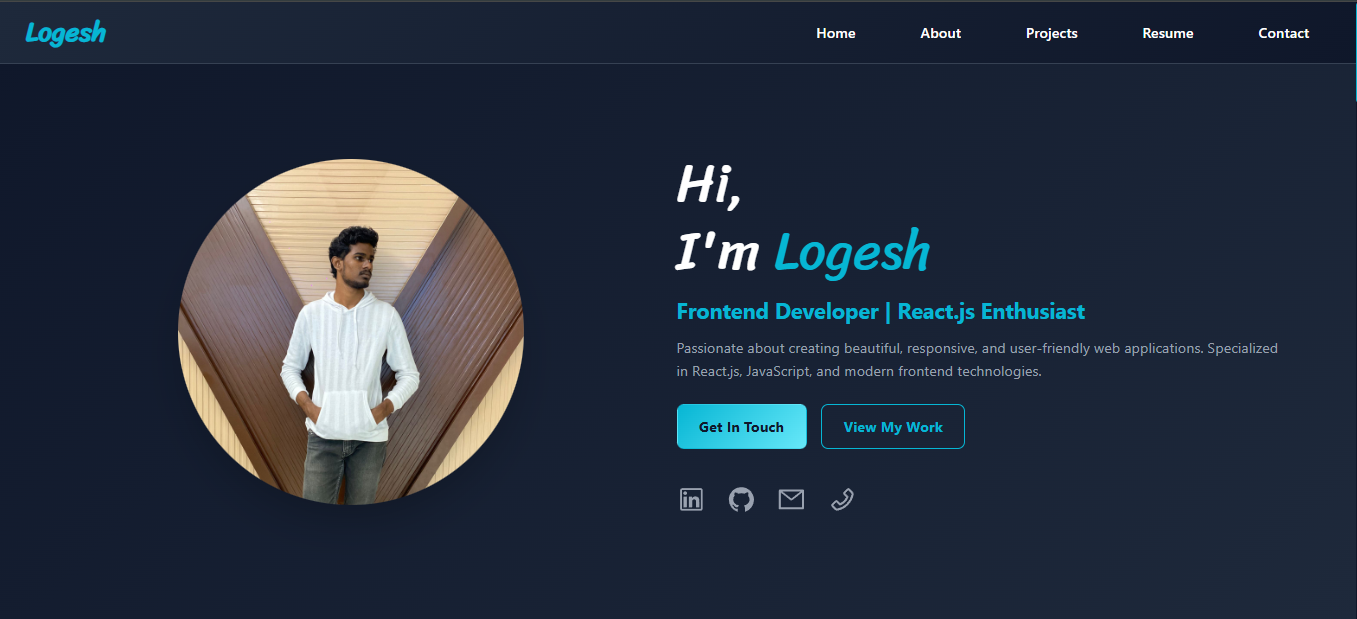 Logesh
Home About Projects Resume Contact
Hi,
I'm Logesh
Frontend Developer | React.js Enthusiast
Passionate about creating beautiful, responsive, and user-friendly web applications. Specialized
in React.js, JavaScript, and modern frontend technologies.
Get In Touch View My Work
in